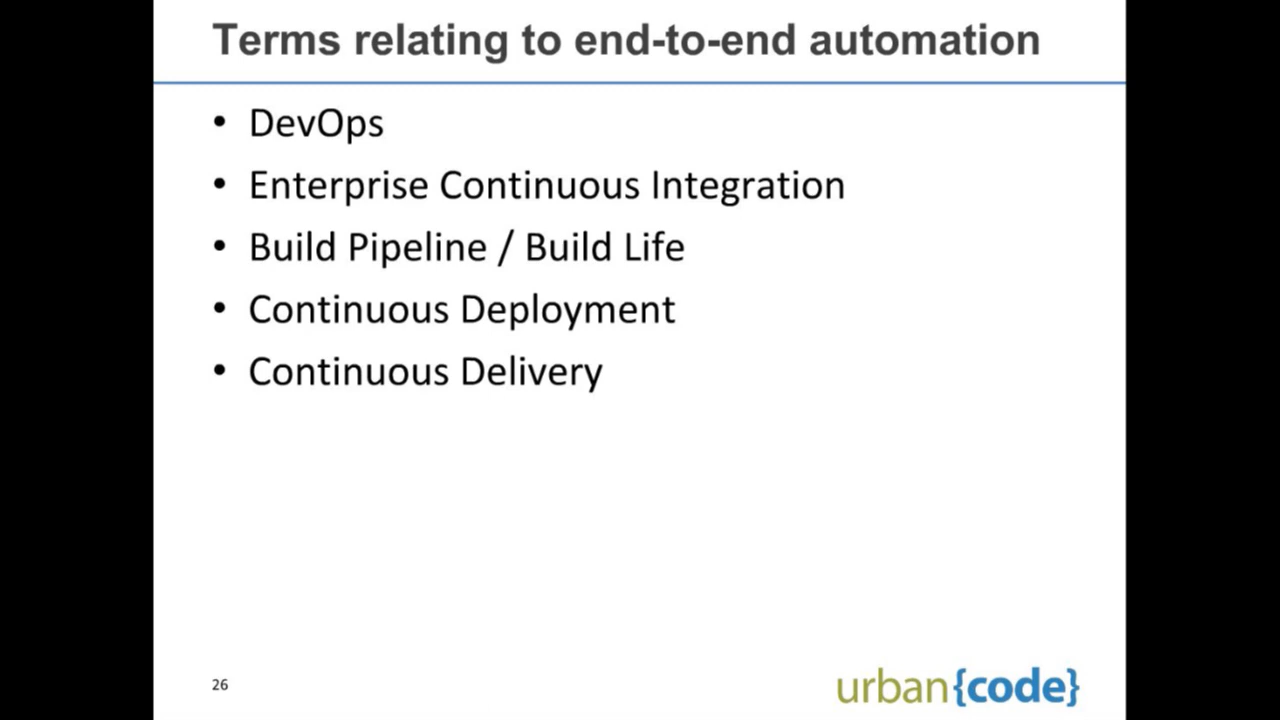 Terms relating to end-to-end automation
• DevOps
• Enterprise Continuous Integration
• Build Pipeline / Build Life
• Continuous Deployment
• Continuous Delivery
26
urban{code}